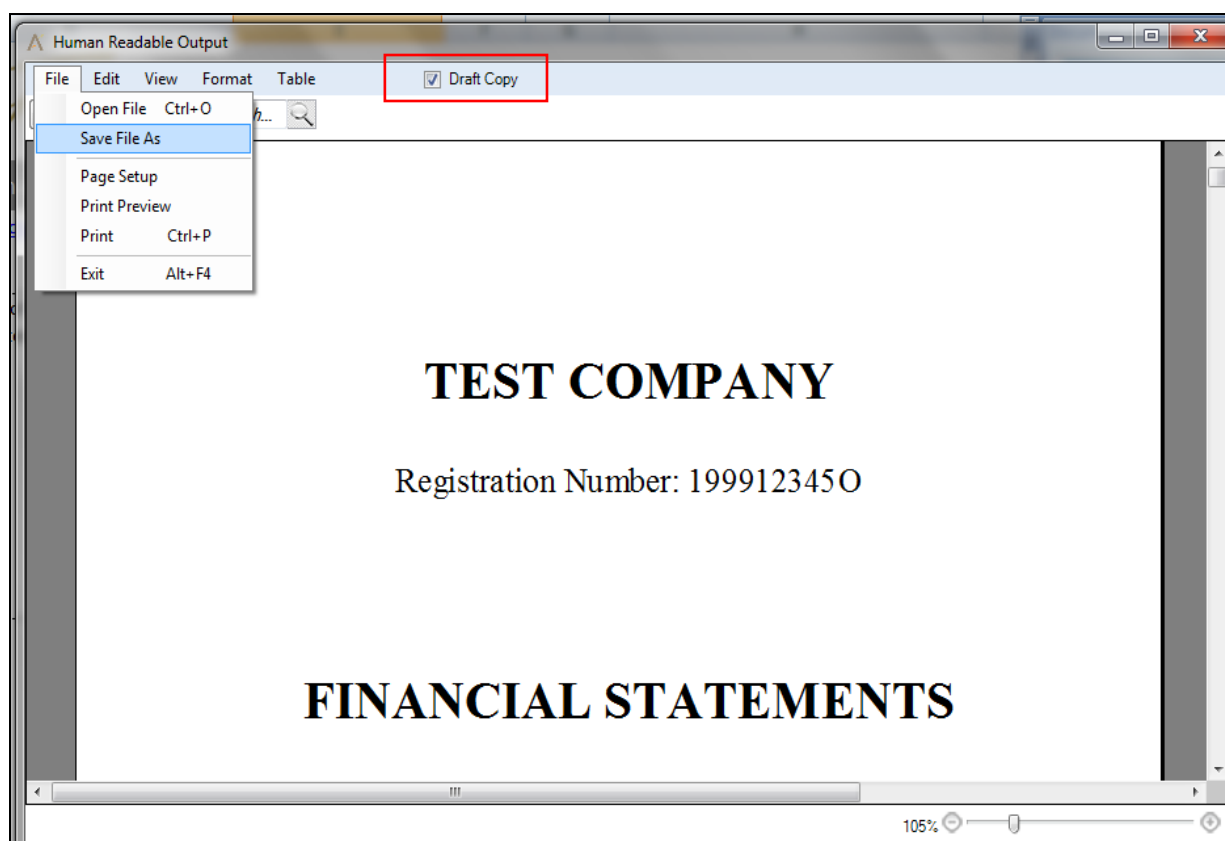 Human Readable Output
File Edit View Format Table Draft Copy
Open File Ctrl+O
h...
Save File As
Page Setup
Print Preview
Print Ctrl+P
Exit Alt+F4
TEST COMPANY
Registration Number: 199912345O
FINANCIAL STATEMENTS
105%